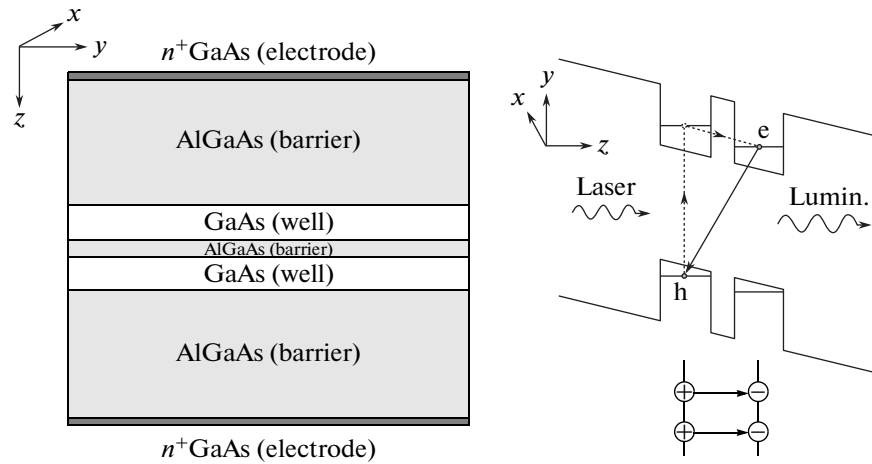 x
y
z
n⁺GaAs (electrode)
AlGaAs (barrier)
GaAs (well)
AlGaAs (barrier)
GaAs (well)
AlGaAs (barrier)
n⁺GaAs (electrode)
y
x
z
e
Laser
Lumin.
h
+ −
+ −